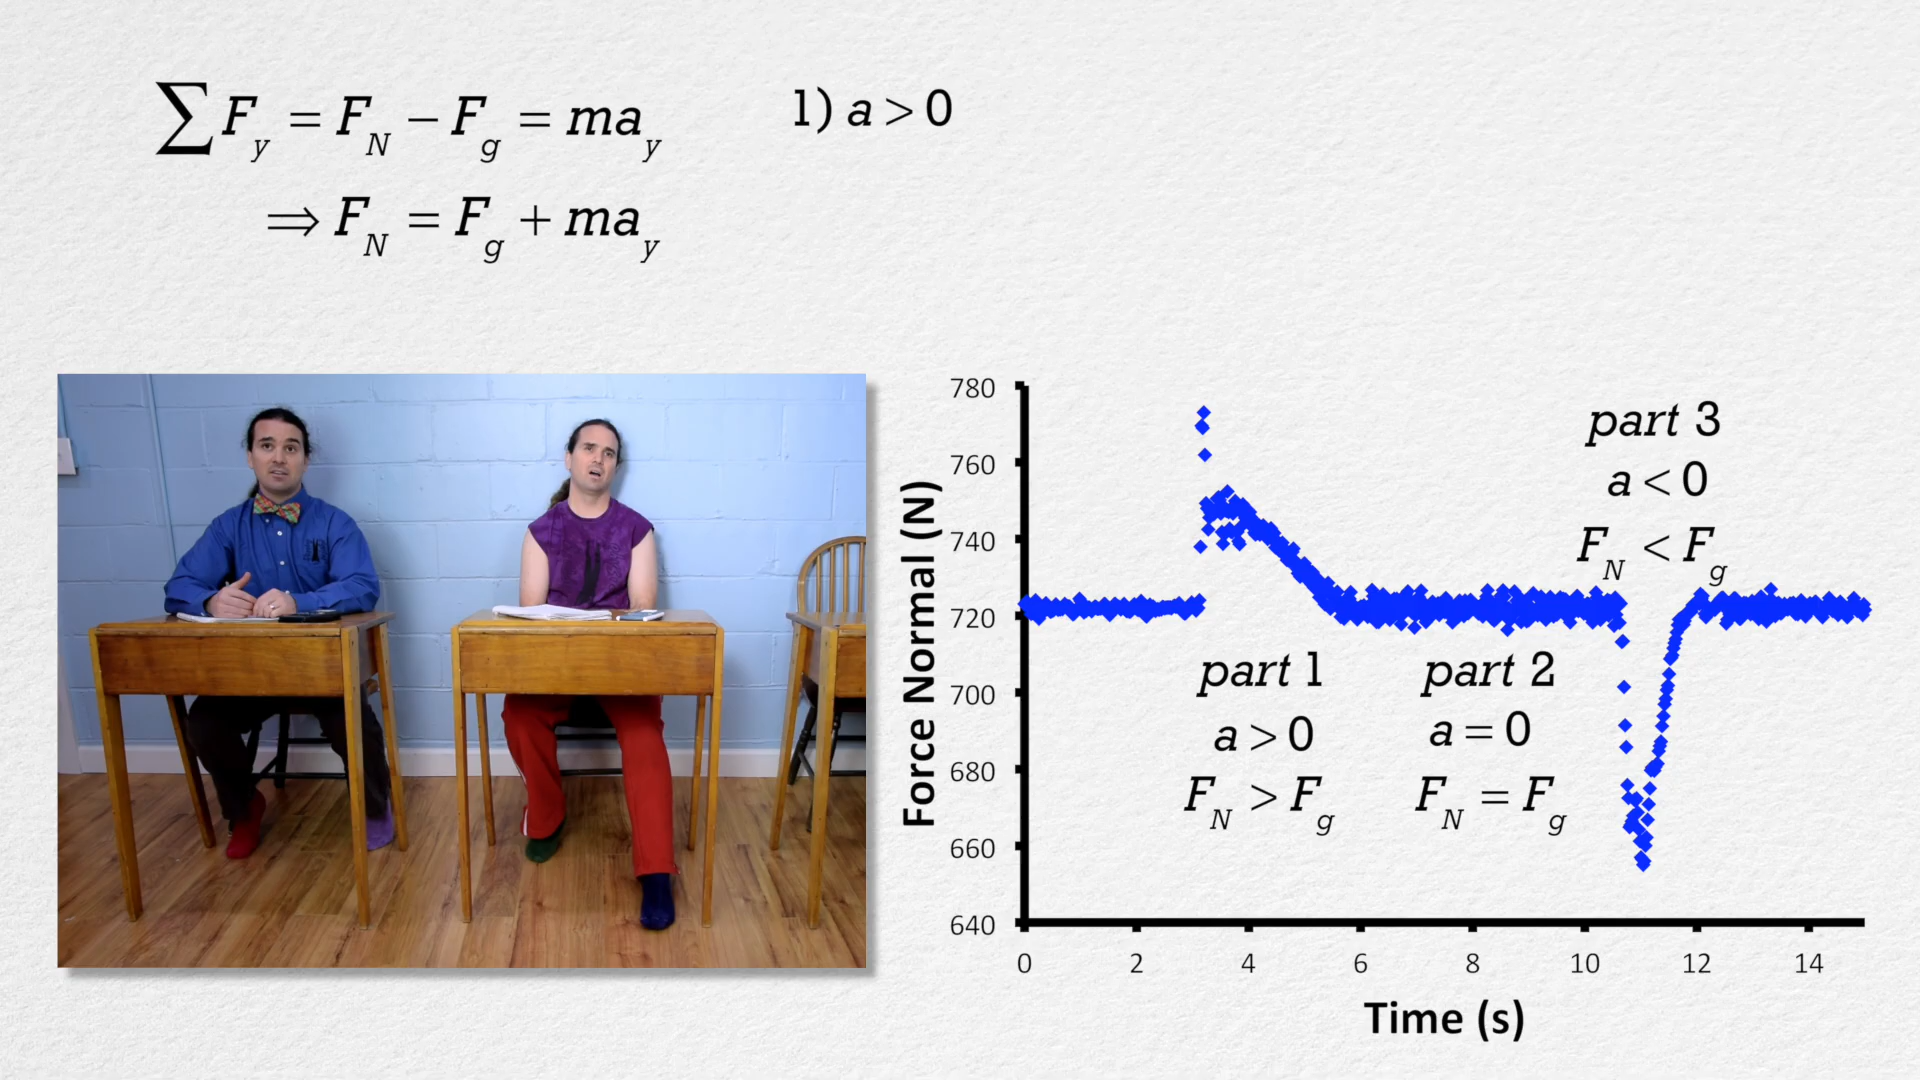 ∑F_y = F_N − F_g = ma_y
⇒ F_N = F_g + ma_y
1) a > 0
780
760
740
720
700
680
660
640
Force Normal (N)
part 3
a < 0
F_N < F_g
part 1
a > 0
F_N > F_g
part 2
a = 0
F_N = F_g
0 2 4 6 8 10 12 14
Time (s)